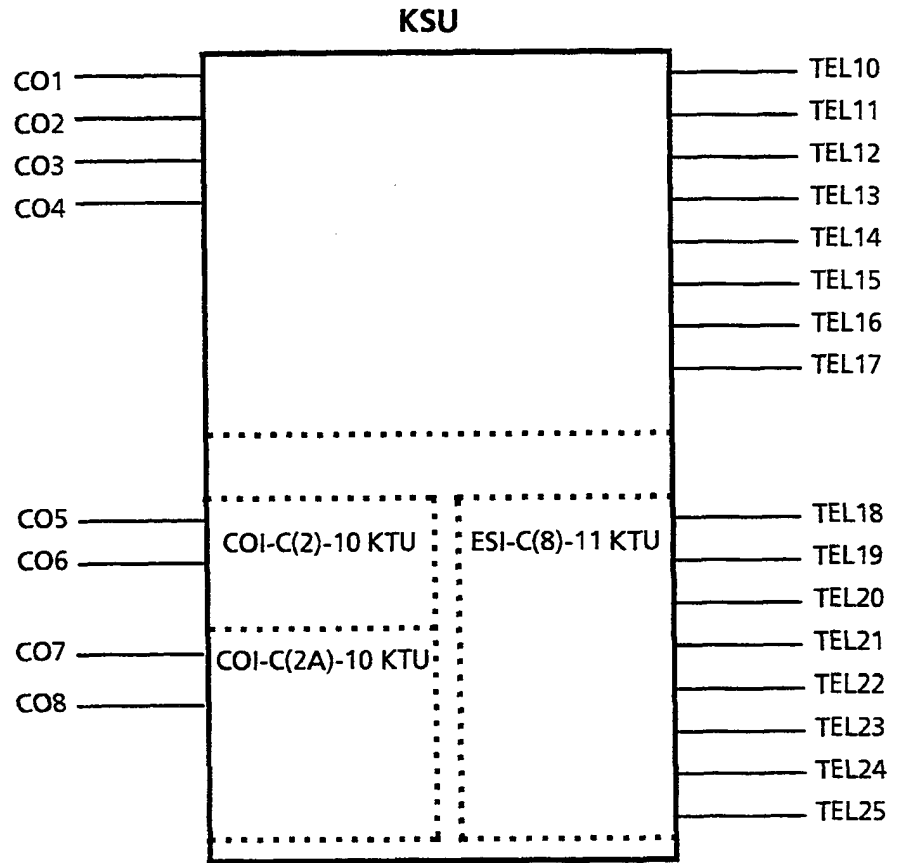 KSU
CO1
CO2
CO3
CO4
TEL10
TEL11
TEL12
TEL13
TEL14
TEL15
TEL16
TEL17
CO5
CO6
CO7
CO8
COI-C(2)-10 KTU
COI-C(2A)-10 KTU
ESI-C(8)-11 KTU
TEL18
TEL19
TEL20
TEL21
TEL22
TEL23
TEL24
TEL25